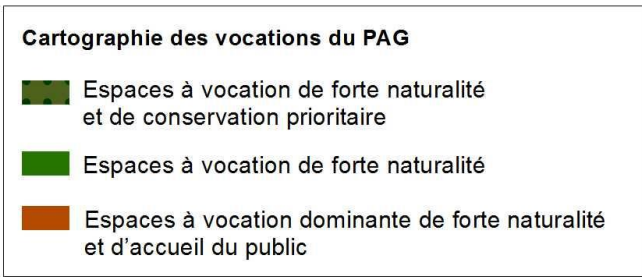 Cartographie des vocations du PAG
Espaces à vocation de forte naturalité
et de conservation prioritaire
Espaces à vocation de forte naturalité
Espaces à vocation dominante de forte naturalité
et d'accueil du public